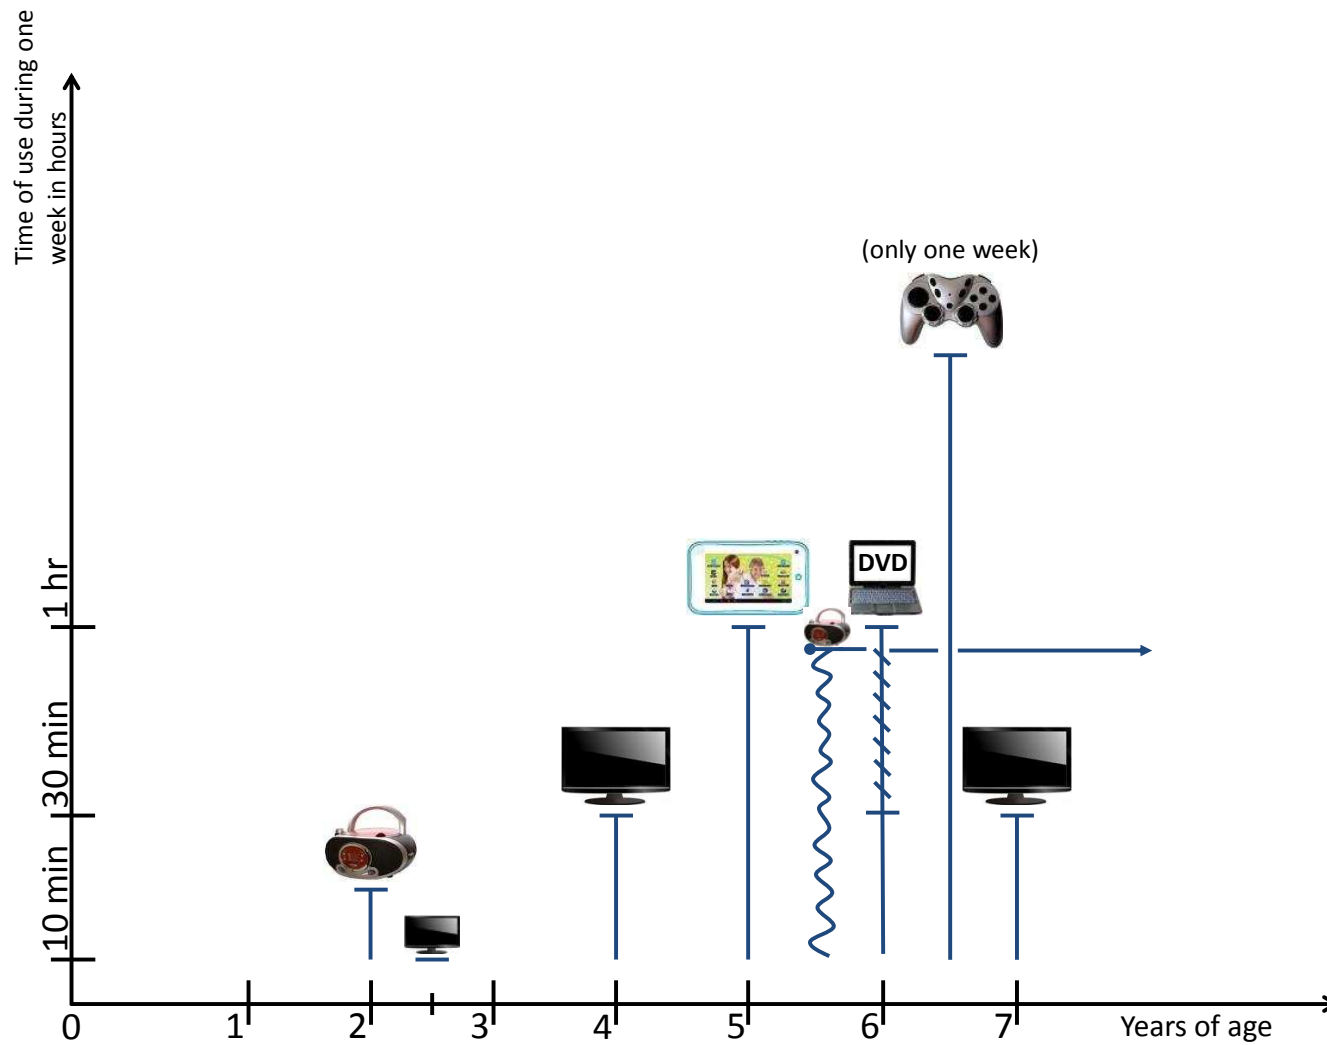 Time of use during one
week in hours
(only one week)
DVD
1 hr
30 min
10 min
0
1
2
3
4
5
6
7
Years of age